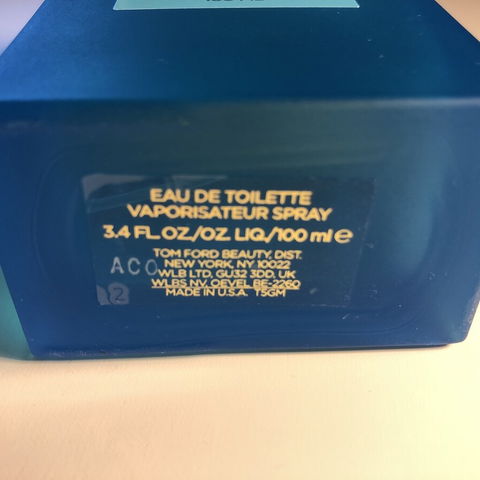 EAU DE TOILETTE
VAPORISATEUR SPRAY
3.4 FL. OZ./OZ. LIQ./100 ml e
TOM FORD BEAUTY, DIST.
NEW YORK, NY 10022
WLB LTD, GU32 3DD, UK
WLBS NV, OEVEL BE-2260
MADE IN U.S.A. T5GM
ACO
2